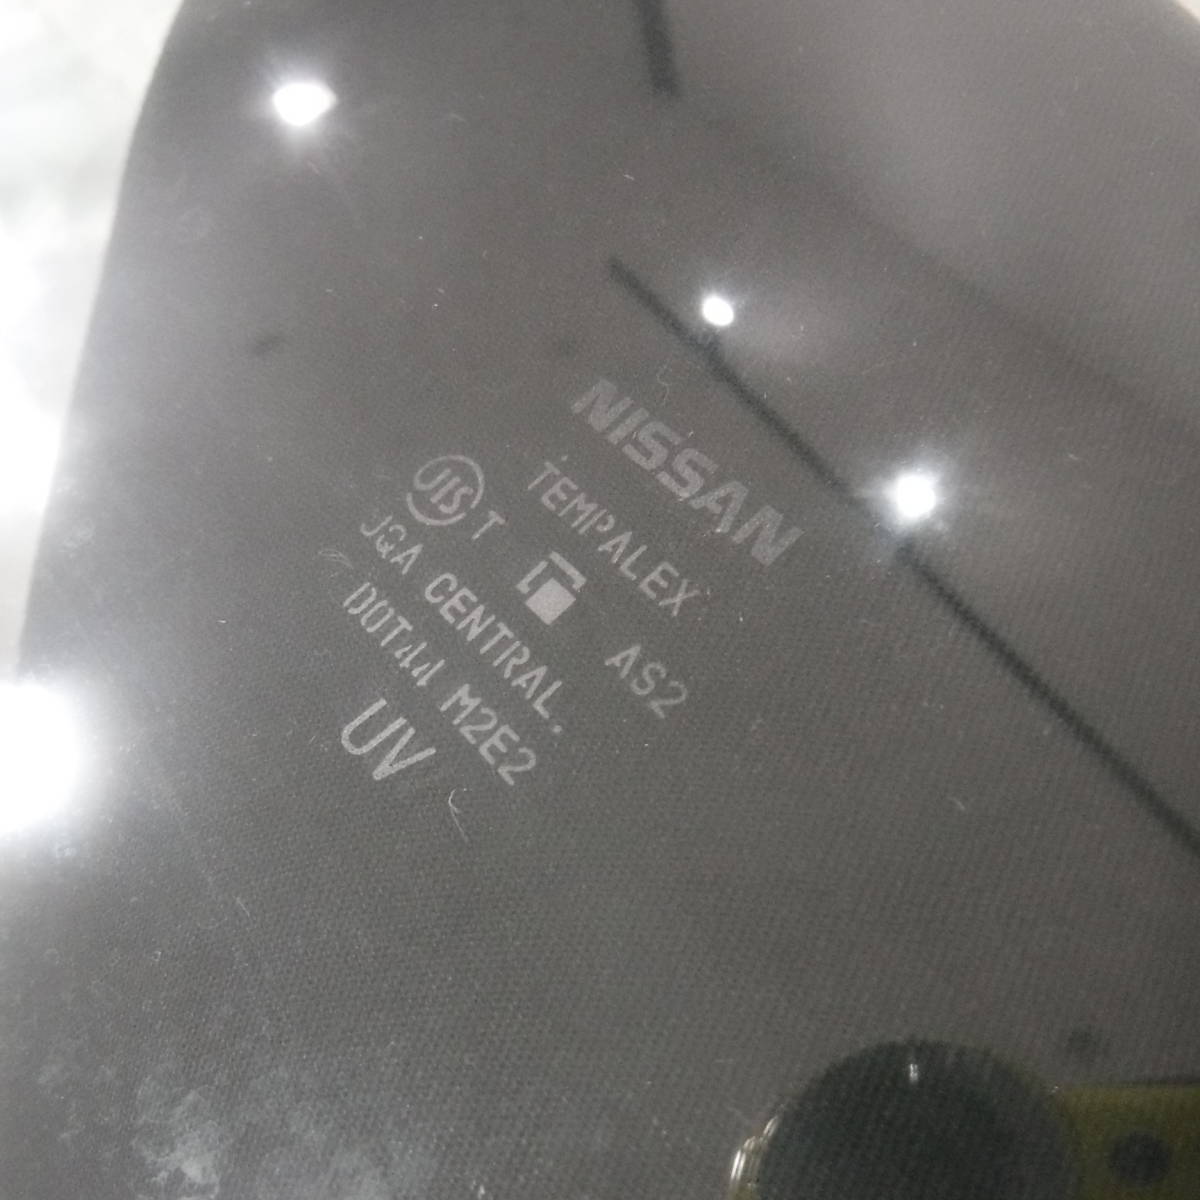 NISSAN
TEMPALEX
JIS T AS2
JQA CENTRAL.
DOT44 M2E2
UV